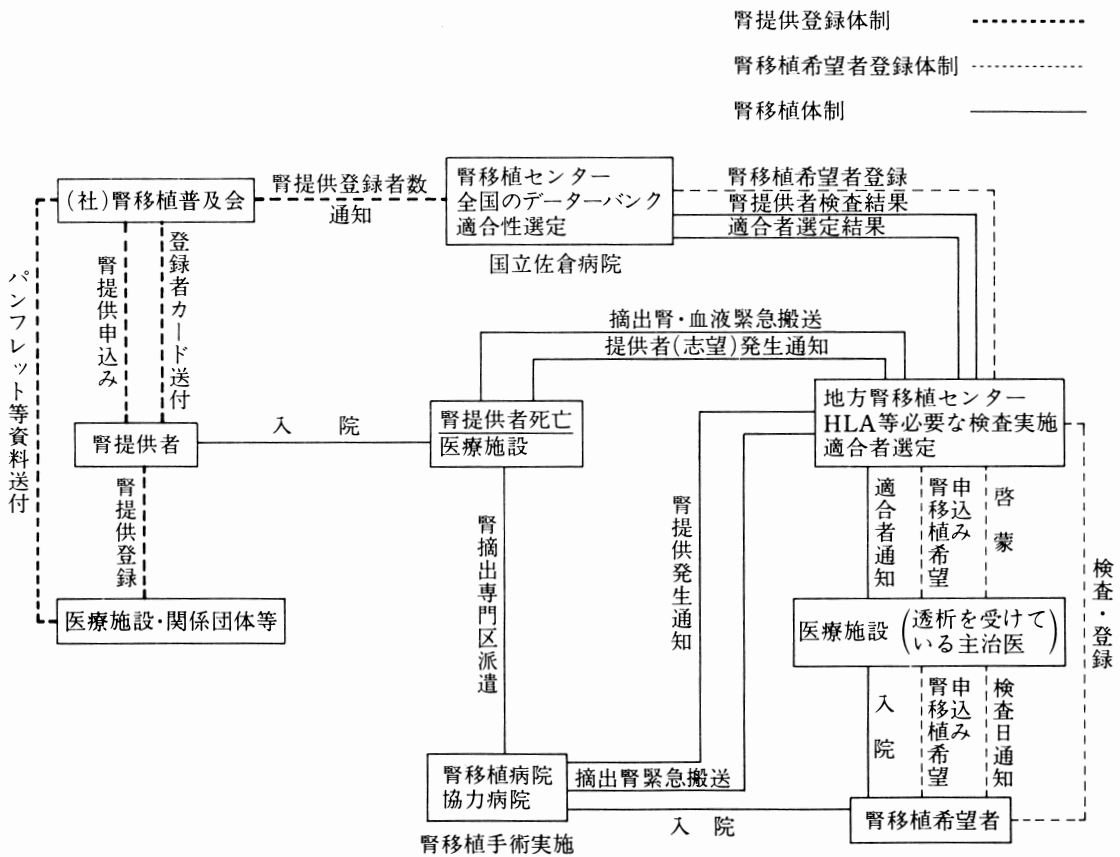 腎提供登録体制
腎移植希望者登録体制
腎移植体制
(社)腎移植普及会
腎提供登録者数
通知
腎移植センター
全国のデーターバンク
適合性選定
国立佐倉病院
腎移植希望者登録
腎提供者検査結果
適合者選定結果
パンフレット等資料送付
腎提供申込み
登録者カード送付
摘出腎・血液緊急搬送
提供者(志望)発生通知
腎提供者
入院
腎提供者死亡
医療施設
地方腎移植センター
HLA等必要な検査実施
適合者選定
腎提供登録
医療施設・関係団体等
腎摘出専門区派遣
腎提供発生通知
適合者通知
申込み
腎移植希望
啓蒙
検査・登録
医療施設(透析を受けて
いる主治医)
入院
申込み
腎移植希望
検査日通知
腎移植病院
協力病院
腎移植手術実施
摘出腎緊急搬送
入院
腎移植希望者